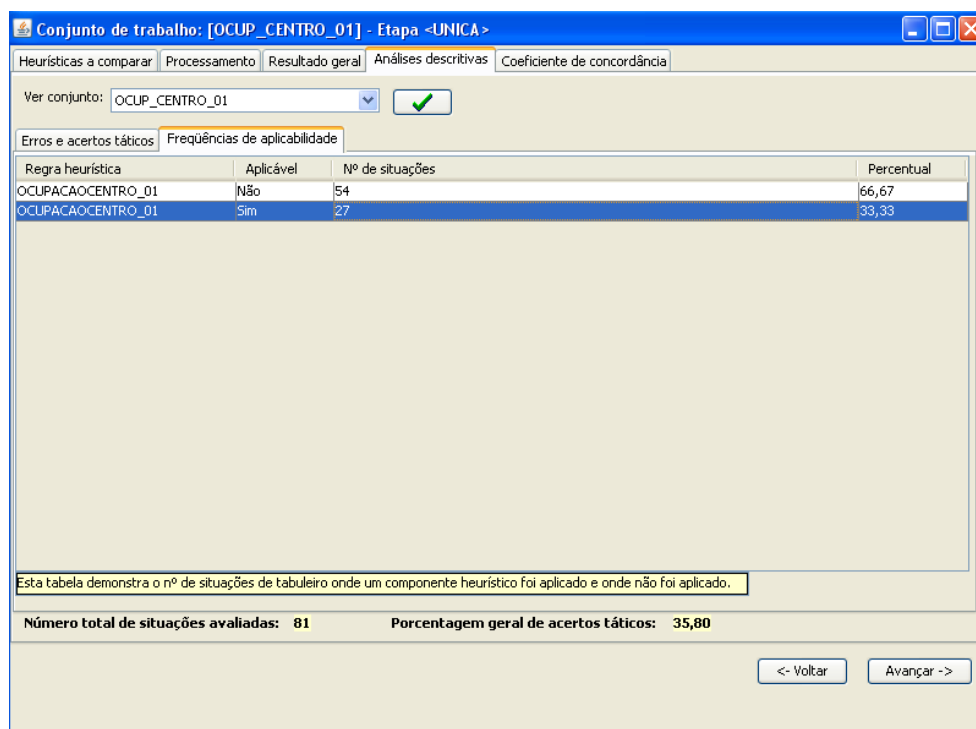 Conjunto de trabalho: [OCUP_CENTRO_01] - Etapa <UNICA>
Heurísticas a comparar Processamento Resultado geral Análises descritivas Coeficiente de concordância
Ver conjunto: OCUP_CENTRO_01
Erros e acertos táticos Freqüências de aplicabilidade
Regra heurística Aplicável Nº de situações Percentual
OCUPACAOCENTRO_01 Não 54 66,67
OCUPACAOCENTRO_01 Sim 27 33,33
Esta tabela demonstra o nº de situações de tabuleiro onde um componente heurístico foi aplicado e onde não foi aplicado.
Número total de situações avaliadas: 81 Porcentagem geral de acertos táticos: 35,80
<- Voltar Avançar ->